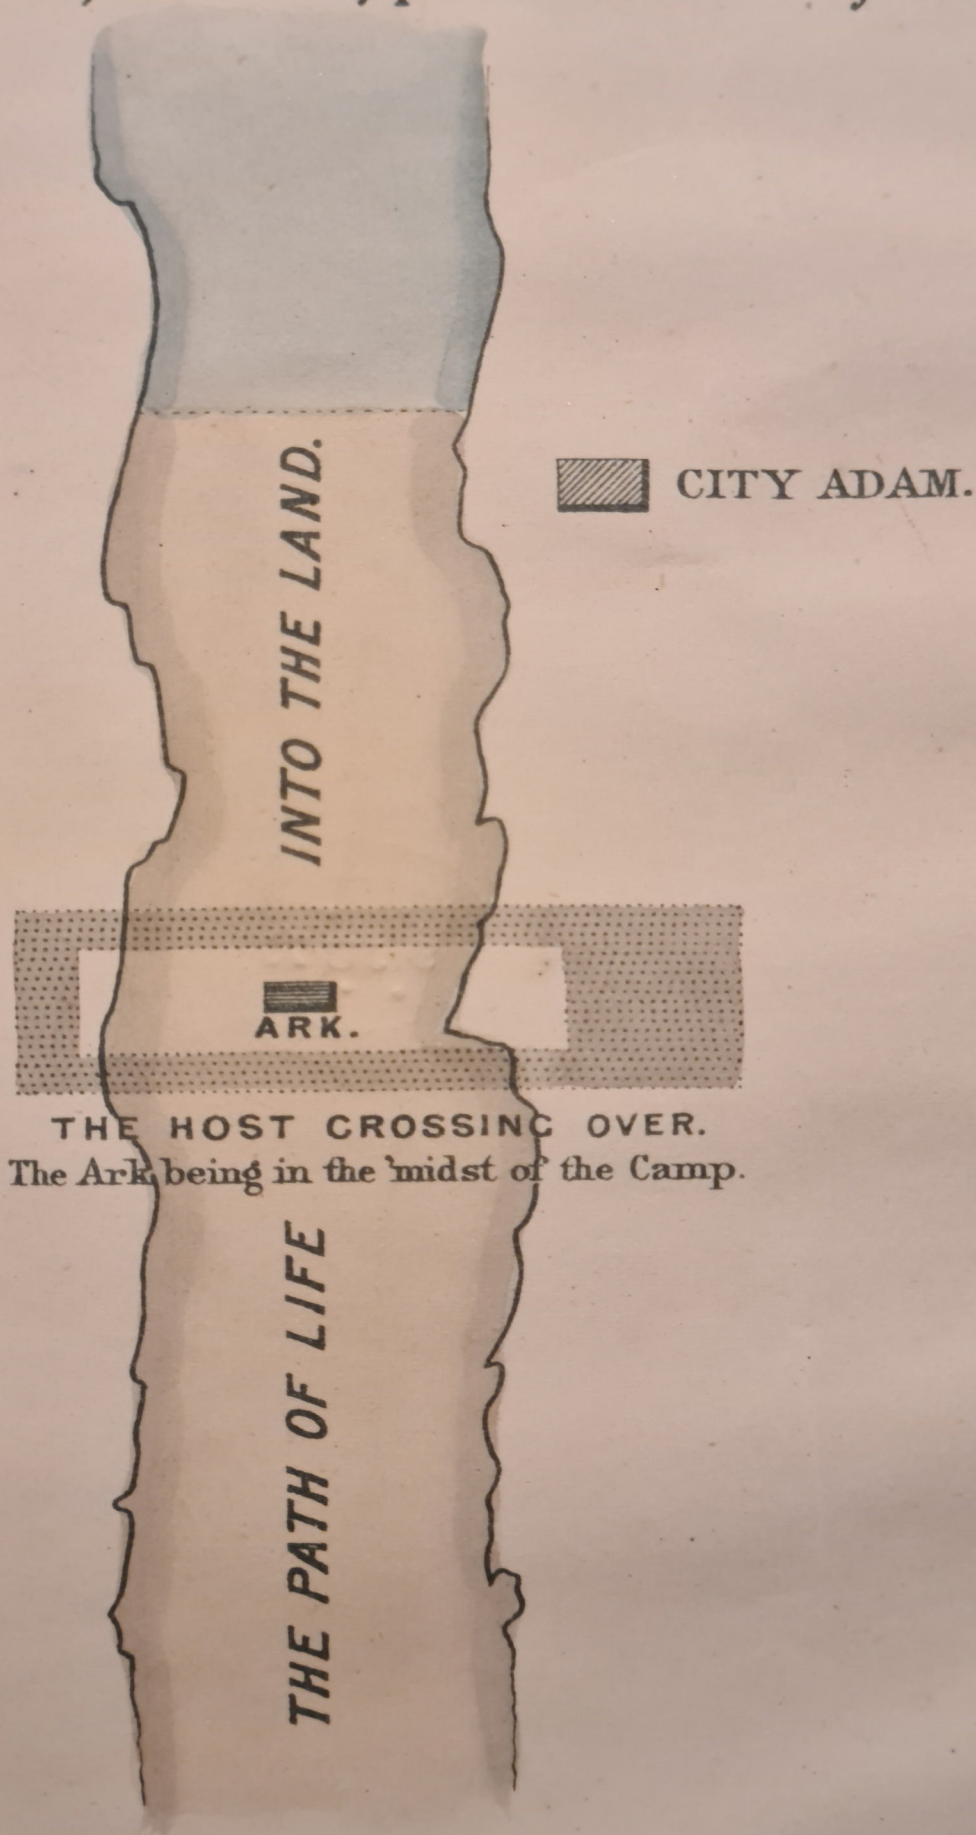 CITY ADAM.
INTO THE LAND.
ARK.
THE HOST CROSSING OVER.
The Ark being in the 'midst of the Camp.
THE PATH OF LIFE